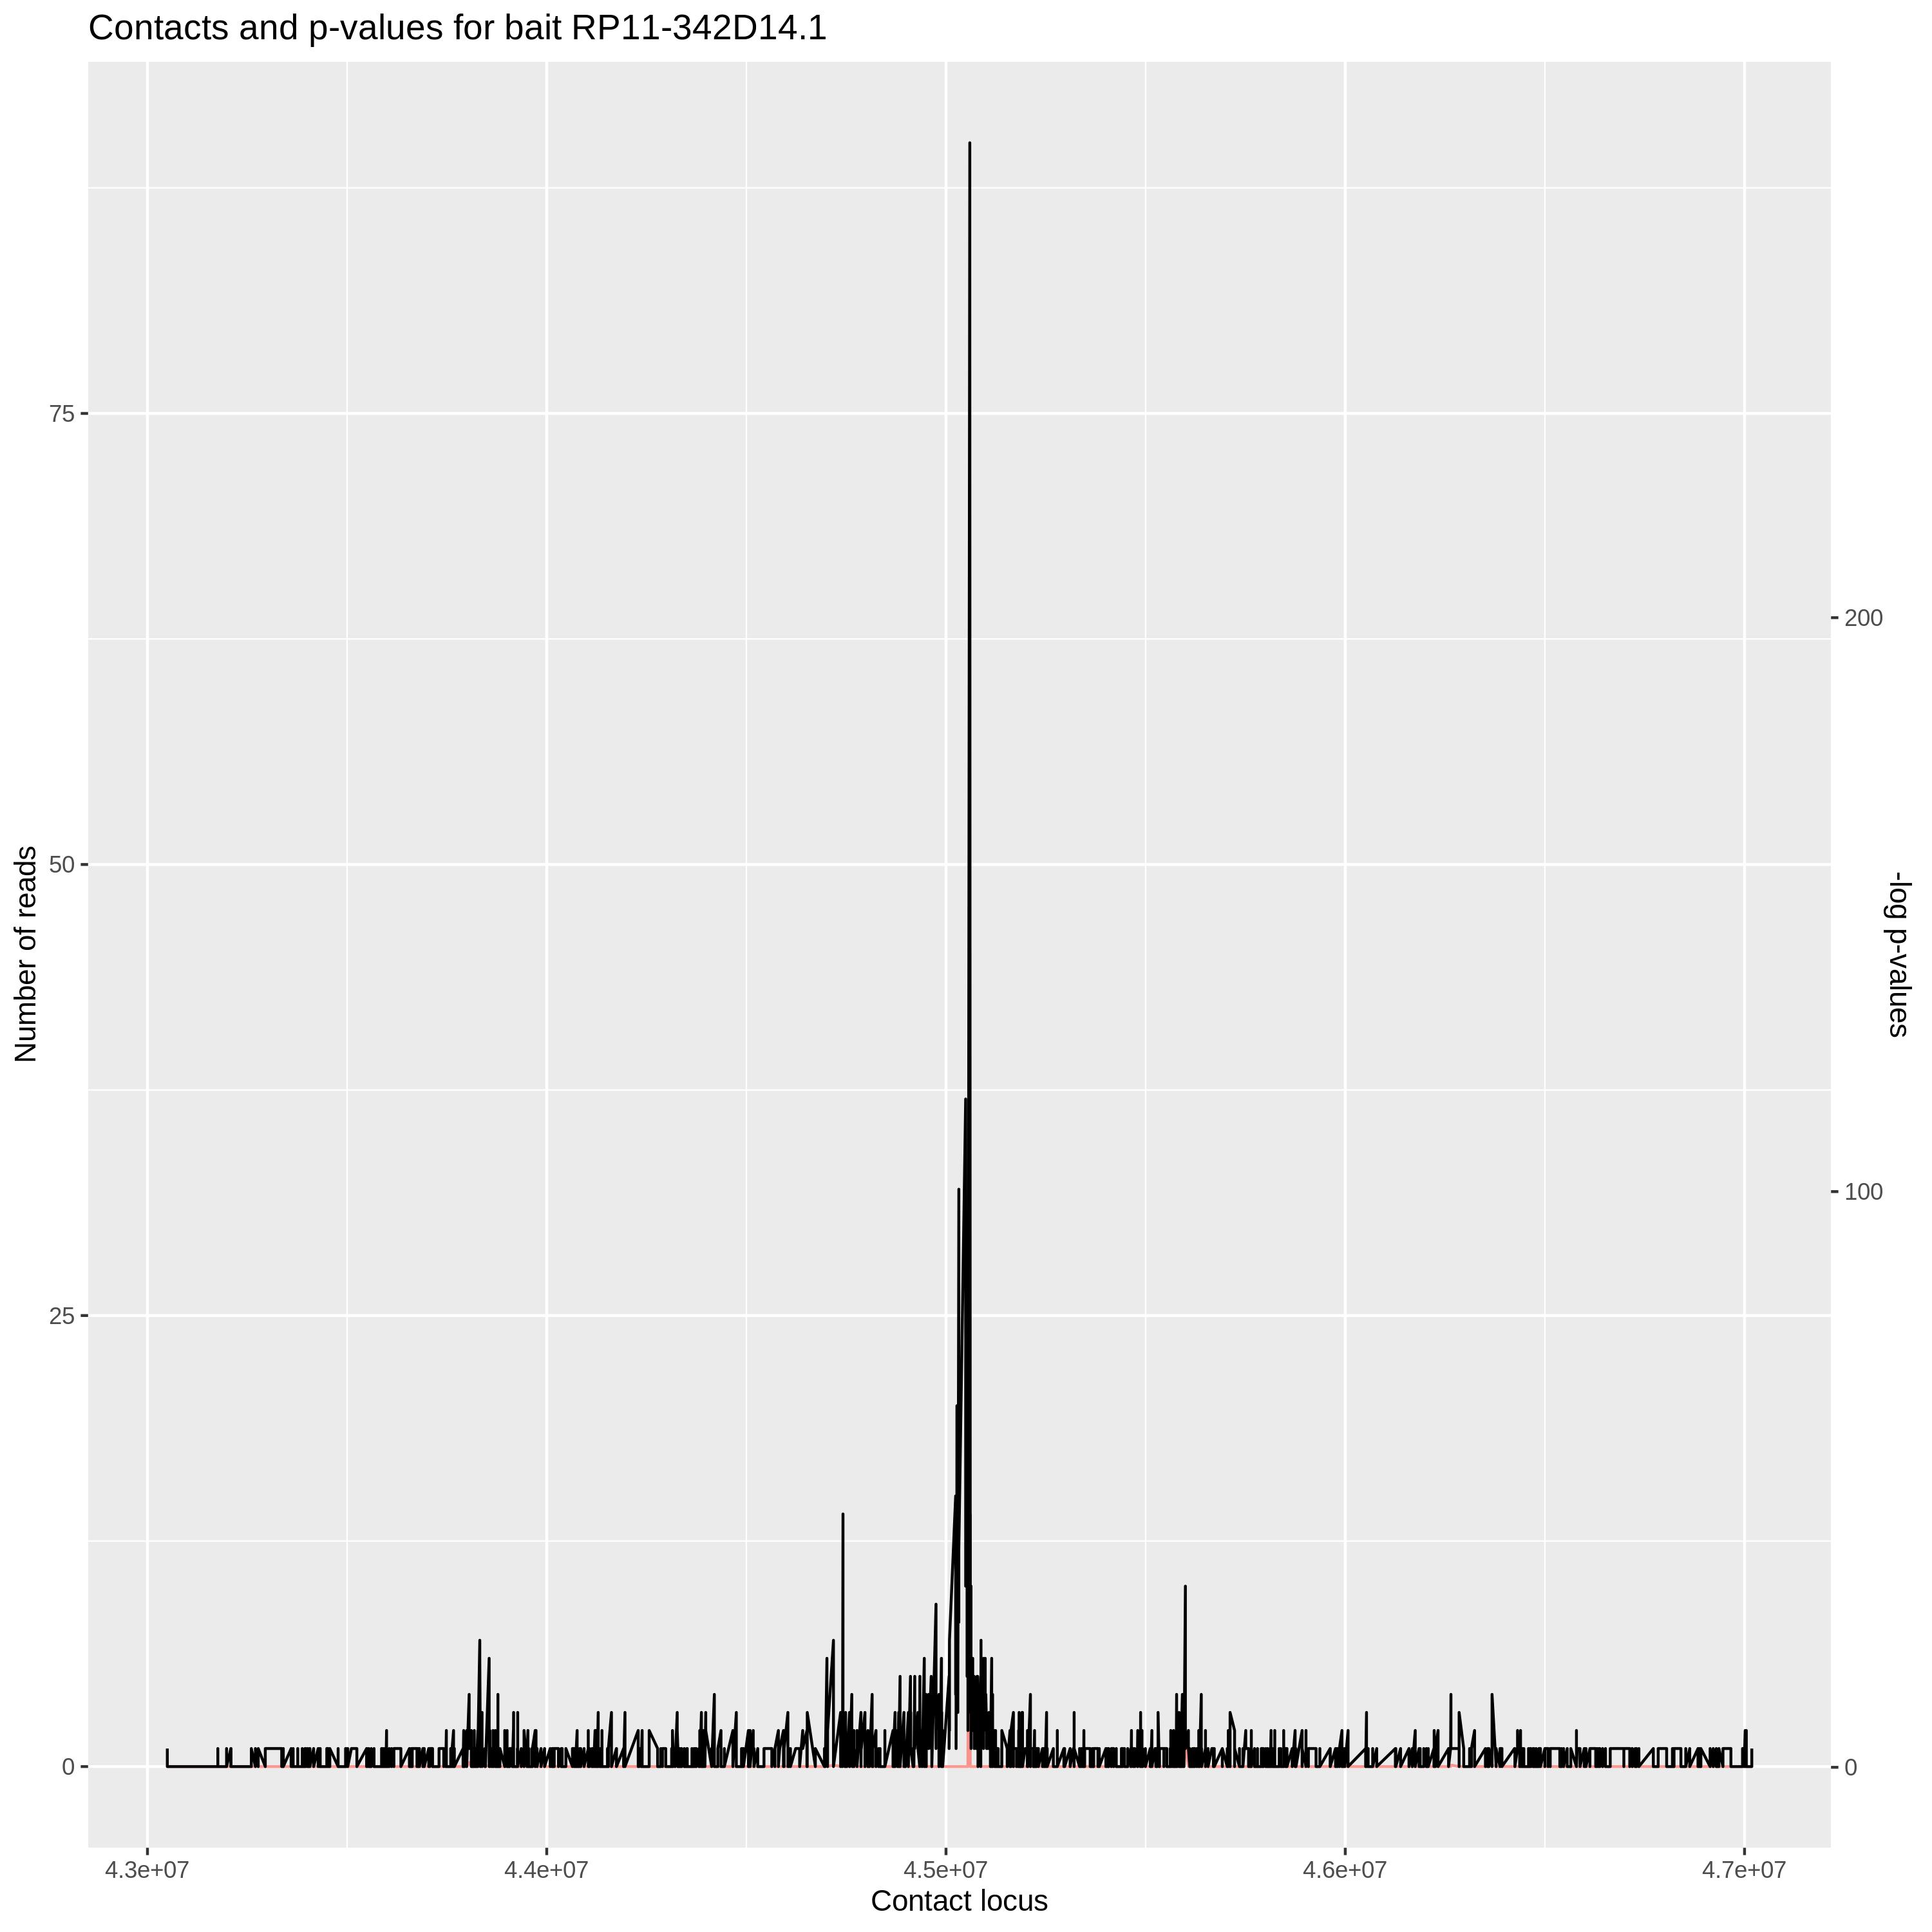 Contacts and p-values for bait RP11-342D14.1
75
50
25
0
Number of reads
200
100
0
-log p-values
4.3e+07
4.4e+07
4.5e+07
4.6e+07
4.7e+07
Contact locus